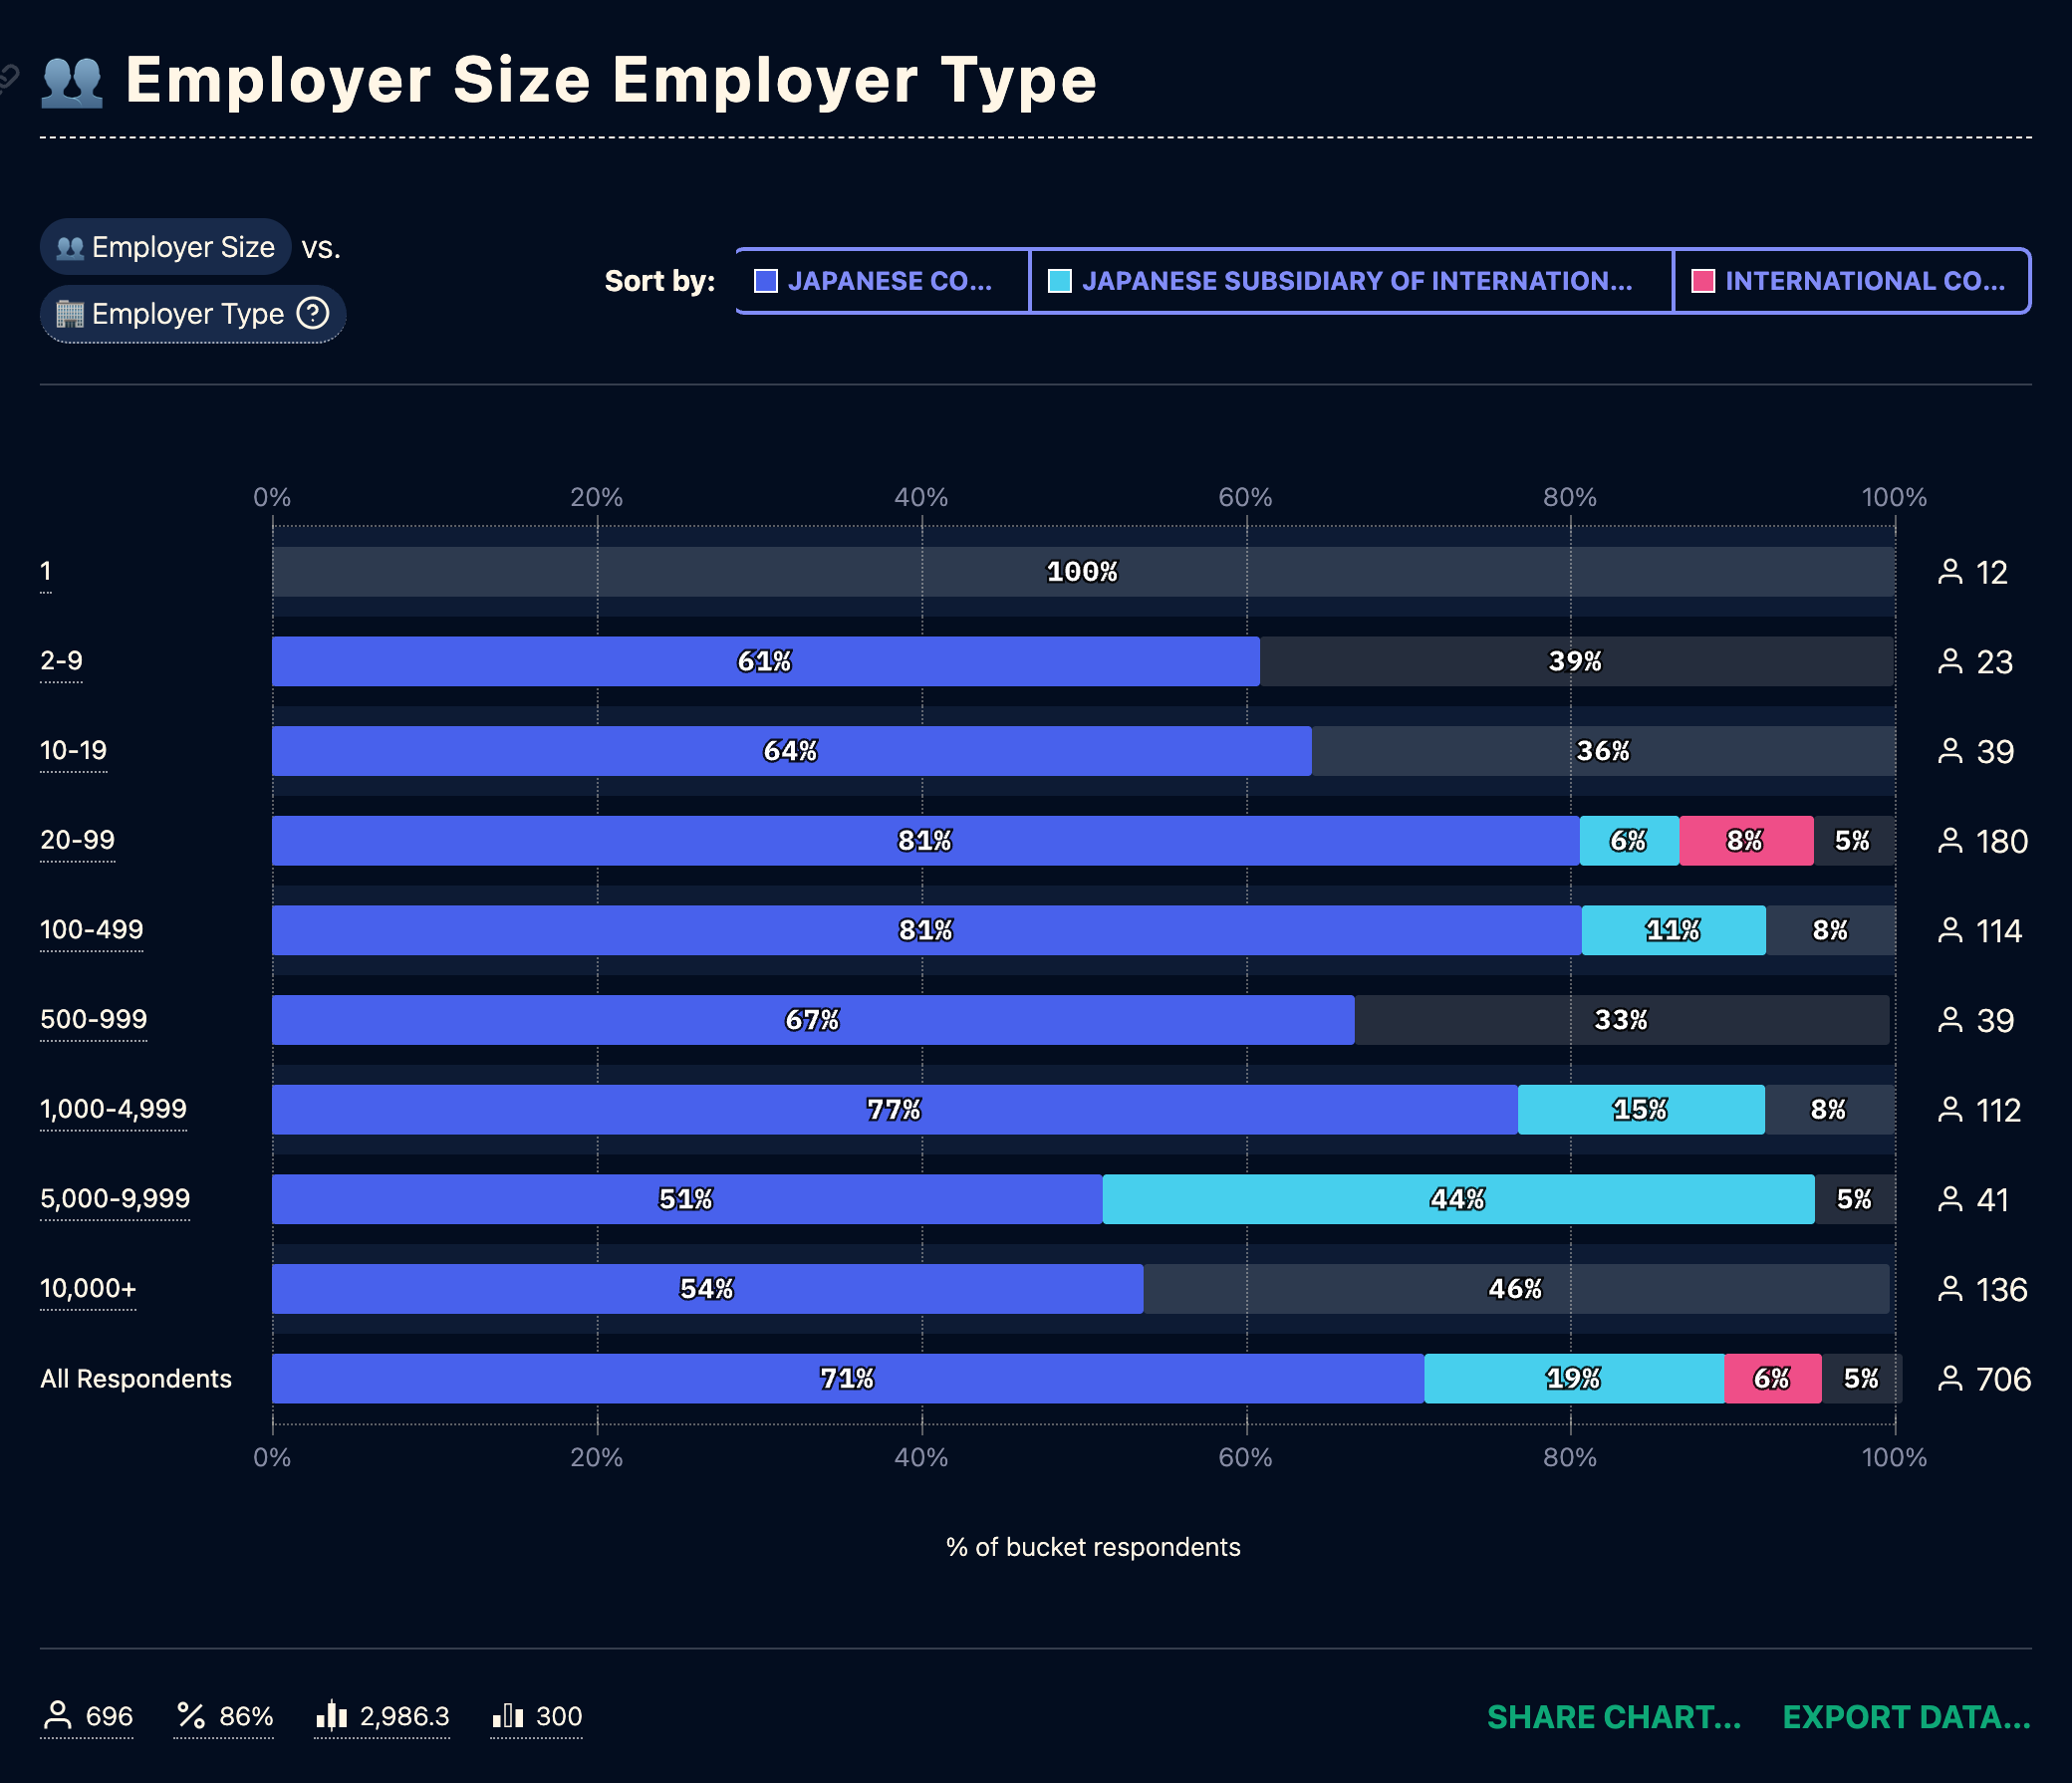 Employer Size Employer Type
Employer Size vs.
Employer Type
Sort by: JAPANESE CO... JAPANESE SUBSIDIARY OF INTERNATION... INTERNATIONAL CO...
0% 20% 40% 60% 80% 100%
1 100% 12
2-9 61% 39% 23
10-19 64% 36% 39
20-99 81% 6% 8% 5% 180
100-499 81% 11% 8% 114
500-999 67% 33% 39
1,000-4,999 77% 15% 8% 112
5,000-9,999 51% 44% 5% 41
10,000+ 54% 46% 136
All Respondents 71% 19% 6% 5% 706
0% 20% 40% 60% 80% 100%
% of bucket respondents
696 86% 2,986.3 300 SHARE CHART... EXPORT DATA...